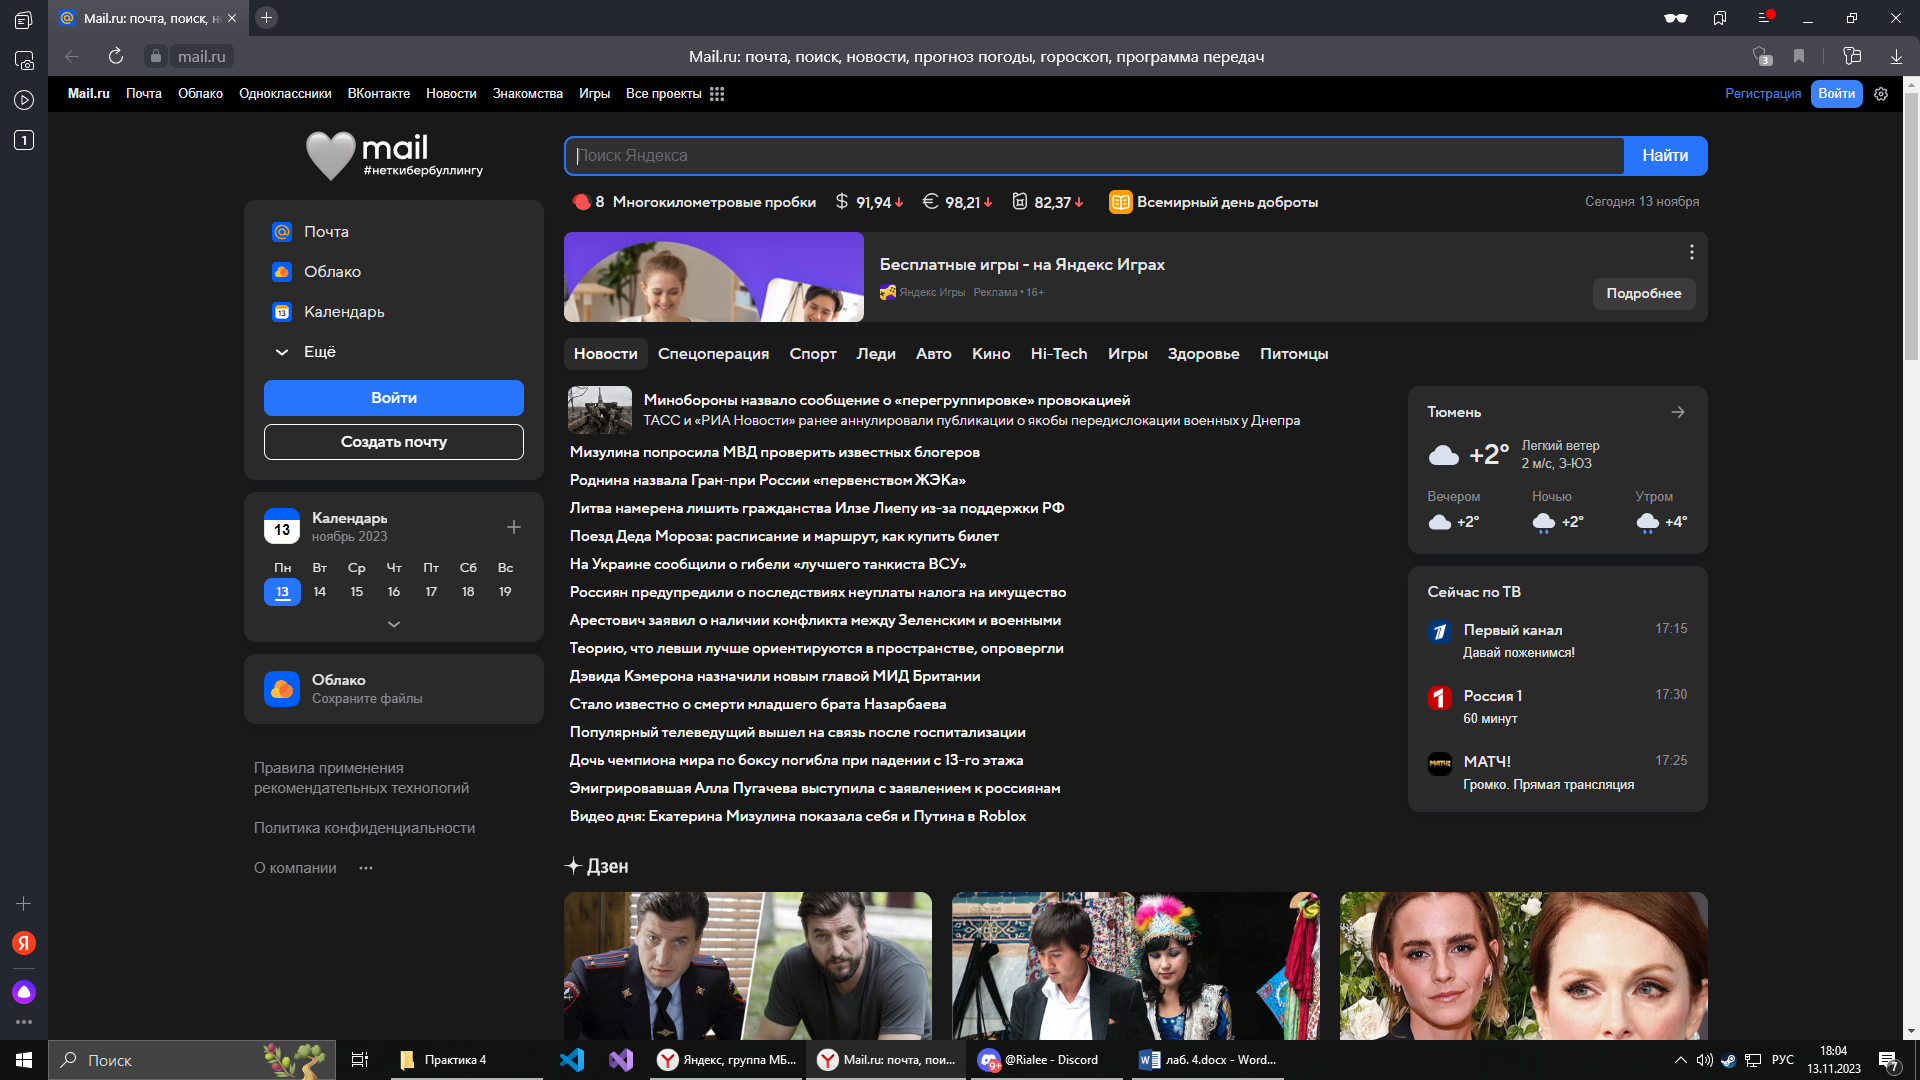 Mail.ru: почта, поиск, н
mail.ru
Mail.ru: почта, поиск, новости, прогноз погоды, гороскоп, программа передач
3
1
Mail.ru Почта Облако Одноклассники ВКонтакте Новости Знакомства Игры Все проекты
Регистрация Войти
mail
#неткибербуллингу
Поиск Яндекса
Найти
8 Многокилометровые пробки $ 91,94 € 98,21 82,37 Всемирный день доброты
Сегодня 13 ноября
Почта
Облако
13 Календарь
Ещё
Войти
Создать почту
Бесплатные игры - на Яндекс Играх
Яндекс Игры Реклама • 16+
Подробнее
Новости Спецоперация Спорт Леди Авто Кино Hi-Tech Игры Здоровье Питомцы
Минобороны назвало сообщение о «перегруппировке» провокацией
ТАСС и «РИА Новости» ранее аннулировали публикации о якобы передислокации военных у Днепра
Мизулина попросила МВД проверить известных блогеров
Роднина назвала Гран-при России «первенством ЖЭКа»
Литва намерена лишить гражданства Илзе Лиепу из-за поддержки РФ
Поезд Деда Мороза: расписание и маршрут, как купить билет
На Украине сообщили о гибели «лучшего танкиста ВСУ»
Россиян предупредили о последствиях неуплаты налога на имущество
Арестович заявил о наличии конфликта между Зеленским и военными
Теорию, что левши лучше ориентируются в пространстве, опровергли
Дэвида Кэмерона назначили новым главой МИД Британии
Стало известно о смерти младшего брата Назарбаева
Популярный телеведущий вышел на связь после госпитализации
Дочь чемпиона мира по боксу погибла при падении с 13-го этажа
Эмигрировавшая Алла Пугачева выступила с заявлением к россиянам
Видео дня: Екатерина Мизулина показала себя и Путина в Roblox
13 Календарь
ноябрь 2023
Пн Вт Ср Чт Пт Сб Вс
13 14 15 16 17 18 19
Облако
Сохраните файлы
Правила применения
рекомендательных технологий
Политика конфиденциальности
О компании
Тюмень
+2° Легкий ветер
2 м/с, З-ЮЗ
Вечером Ночью Утром
+2° +2° +4°
Сейчас по ТВ
Первый канал 17:15
Давай поженимся!
Россия 1 17:30
60 минут
МАТЧ! МАТЧ! 17:25
Громко. Прямая трансляция
Дзен
Я
Поиск
Практика 4
Яндекс, группа МБ...
Mail.ru: почта, пои...
9+ @Rialee - Discord
лаб. 4.docx - Word...
РУС
18:04
13.11.2023
7